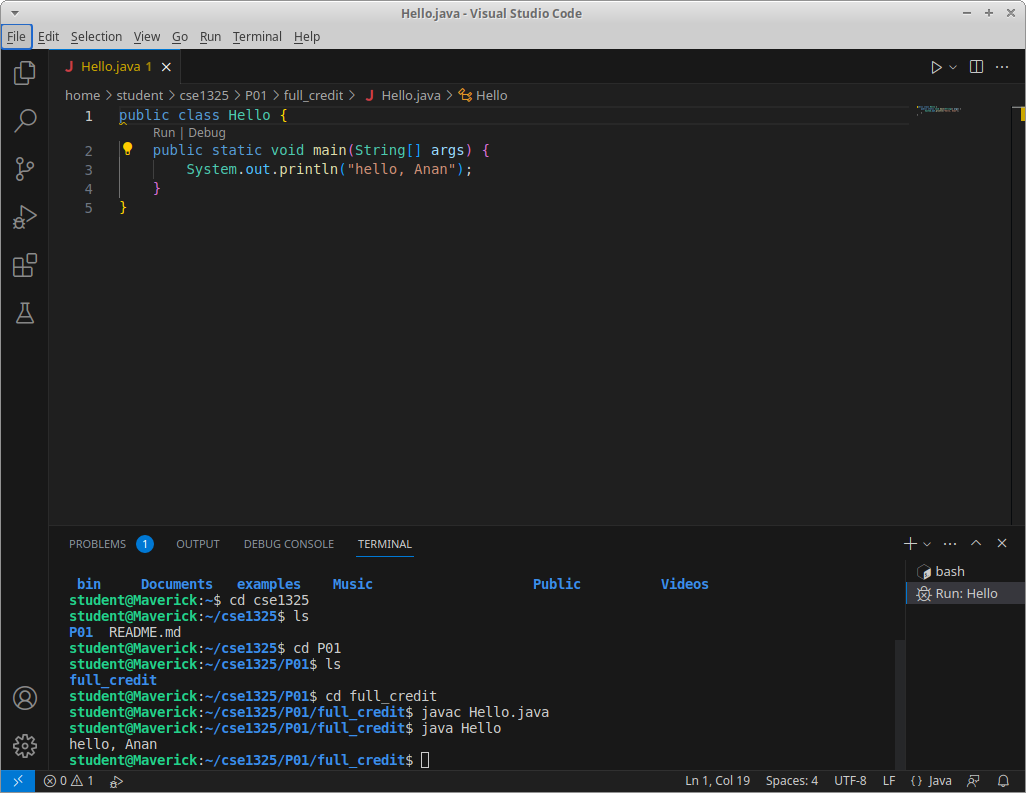 Hello.java - Visual Studio Code
File Edit Selection View Go Run Terminal Help
J Hello.java 1
home > student > cse1325 > P01 > full_credit > J Hello.java > Hello
1 public class Hello {
Run | Debug
2 public static void main(String[] args) {
3 System.out.println("hello, Anan");
4 }
5 }
PROBLEMS 1 OUTPUT DEBUG CONSOLE TERMINAL
bash
Run: Hello
bin Documents examples Music Public Videos
student@Maverick:~$ cd cse1325
student@Maverick:~/cse1325$ ls
P01 README.md
student@Maverick:~/cse1325$ cd P01
student@Maverick:~/cse1325/P01$ ls
full_credit
student@Maverick:~/cse1325/P01$ cd full_credit
student@Maverick:~/cse1325/P01/full_credit$ javac Hello.java
student@Maverick:~/cse1325/P01/full_credit$ java Hello
hello, Anan
student@Maverick:~/cse1325/P01/full_credit$
0 1 Ln 1, Col 19 Spaces: 4 UTF-8 LF {} Java